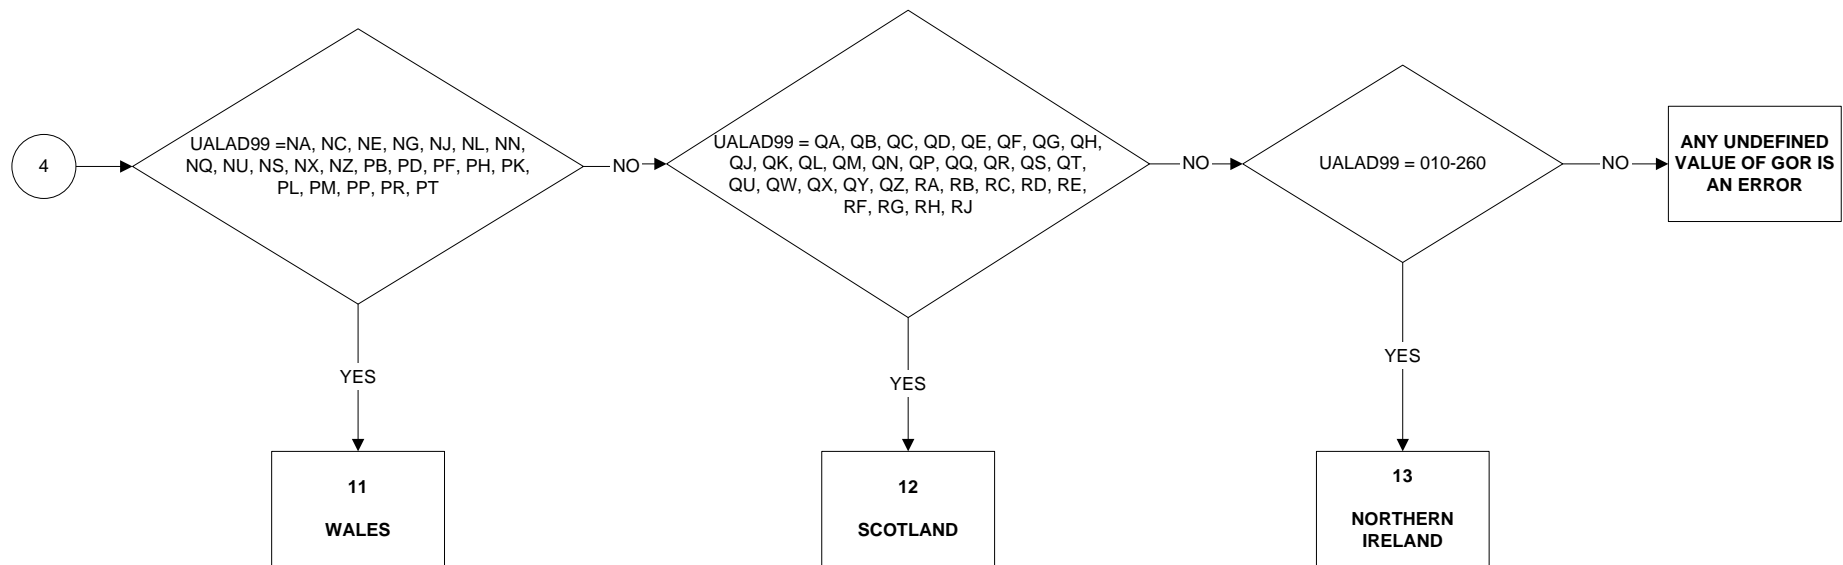 4
UALAD99 =NA, NC, NE, NG, NJ, NL, NN,
NQ, NU, NS, NX, NZ, PB, PD, PF, PH, PK,
PL, PM, PP, PR, PT
NO
UALAD99 = QA, QB, QC, QD, QE, QF, QG, QH,
QJ, QK, QL, QM, QN, QP, QQ, QR, QS, QT,
QU, QW, QX, QY, QZ, RA, RB, RC, RD, RE,
RF, RG, RH, RJ
NO
UALAD99 = 010-260
NO
ANY UNDEFINED
VALUE OF GOR IS
AN ERROR
YES
YES
YES
11
WALES
12
SCOTLAND
13
NORTHERN
IRELAND